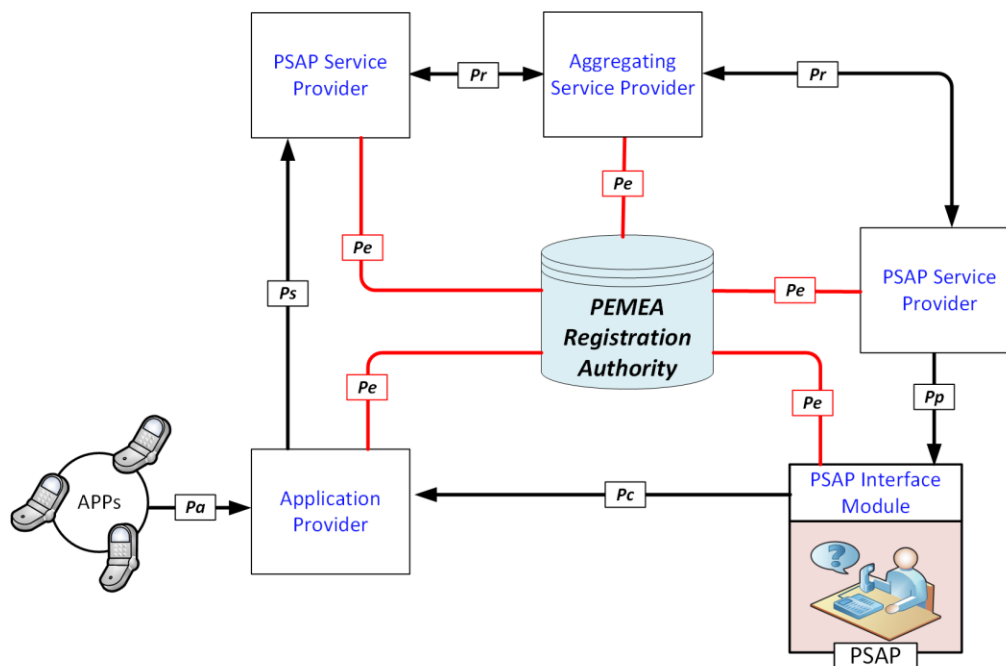 PSAP Service
Provider
Pr
Aggregating
Service Provider
Pr
Pe
Pe
Ps
PEMEA
Registration
Authority
Pe
PSAP Service
Provider
Pe
Pe
Pp
APPs
Pa
Application
Provider
Pc
PSAP Interface
Module
?
PSAP